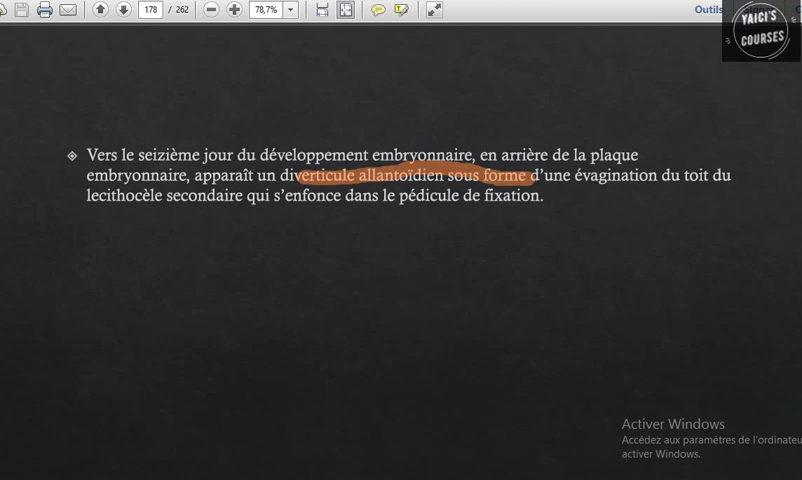 178 / 262
78,7%
Outils
YAICI'S
COURSES
Vers le seizième jour du développement embryonnaire, en arrière de la plaque
embryonnaire, apparaît un diverticule allantoïdien sous forme d'une évagination du toit du
lecithocèle secondaire qui s'enfonce dans le pédicule de fixation.
Activer Windows
Accédez aux paramètres de l'ordinateu
activer Windows.